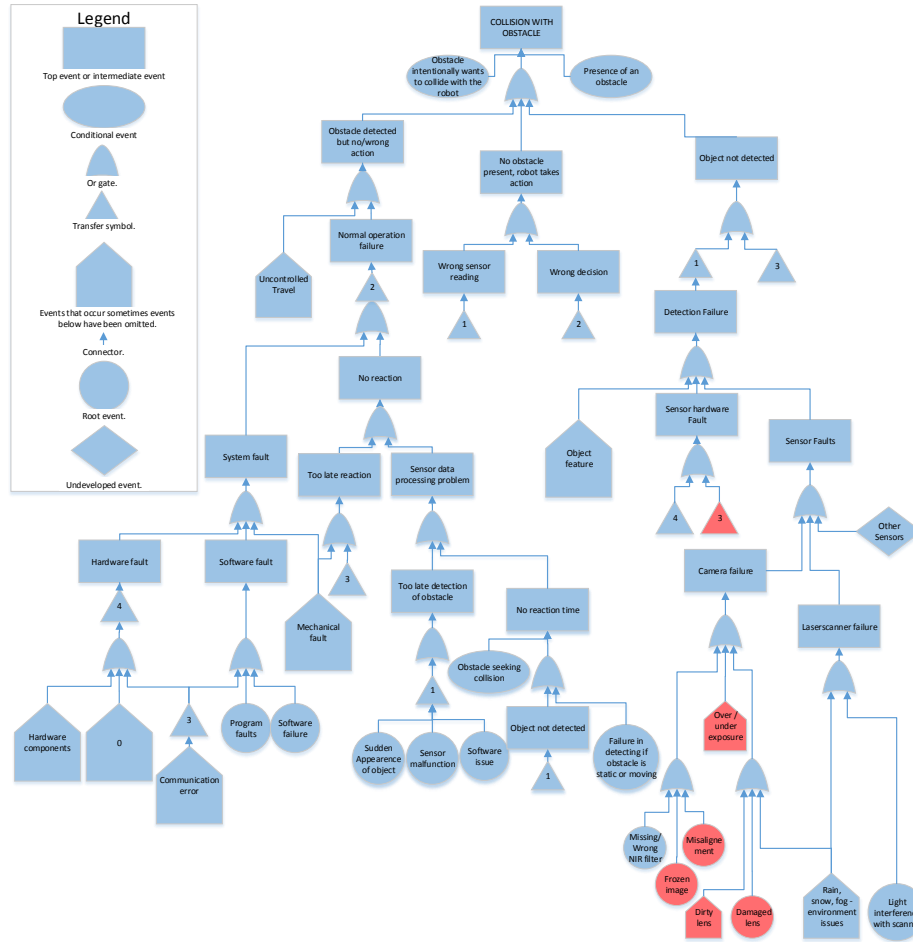 Legend
Top event or intermediate event
Conditional event
Or gate.
Transfer symbol.
Events that occur sometimes events
below have been omitted.
Connector.
Root event.
Undeveloped event.
COLLISION WITH
OBSTACLE
Obstacle
intentionally wants
to collide with the
robot
Presence of an
obstacle
Obstacle detected
but no/wrong
action
No obstacle
present, robot takes
action
Object not detected
Normal operation
failure
Uncontrolled
Travel
2
Wrong sensor
reading
1
Wrong decision
2
1
3
Detection Failure
No reaction
Object
feature
Sensor hardware
Fault
4
3
Sensor Faults
Other
Sensors
System fault
Too late reaction
Sensor data
processing problem
Hardware fault
4
Software fault
Mechanical
fault
3
Too late detection
of obstacle
No reaction time
Camera failure
Laserscanner failure
Obstacle seeking
collision
1
Hardware
components
0
3
Communication
error
Program
faults
Software
failure
Sudden
Appearance
of object
Sensor
malfunction
Software
issue
Object not detected
1
Failure in
detecting if
obstacle is
static or moving
Over /
under
exposure
Missing/
Wrong
NIR filter
Misaligne
ment
Frozen
image
Dirty
lens
Damaged
lens
Rain,
snow, fog -
environment
issues
Light
interferenc
with scann